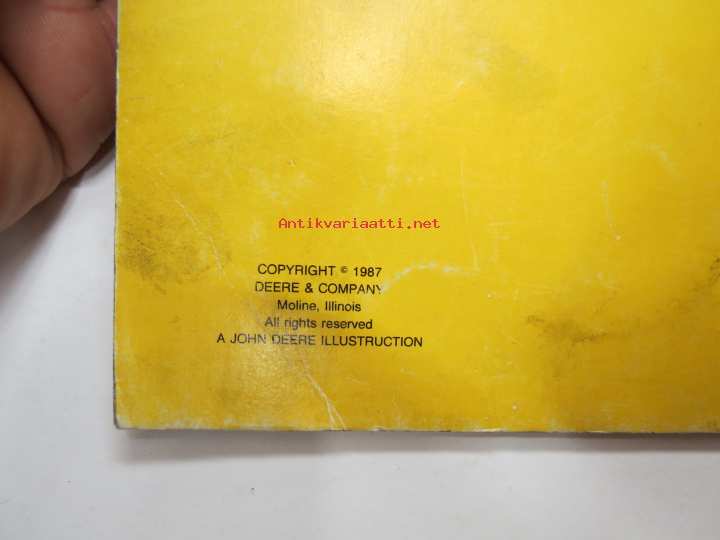 Antikvariaatti.net
COPYRIGHT © 1987
DEERE & COMPANY
Moline, Illinois
All rights reserved
A JOHN DEERE ILLUSTRUCTION